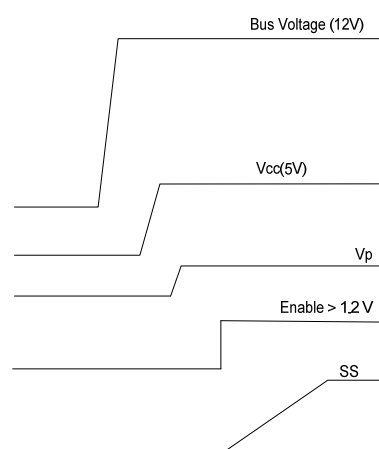 Bus Voltage (12V)
Vcc(5V)
Vp
Enable > 1.2 V
SS